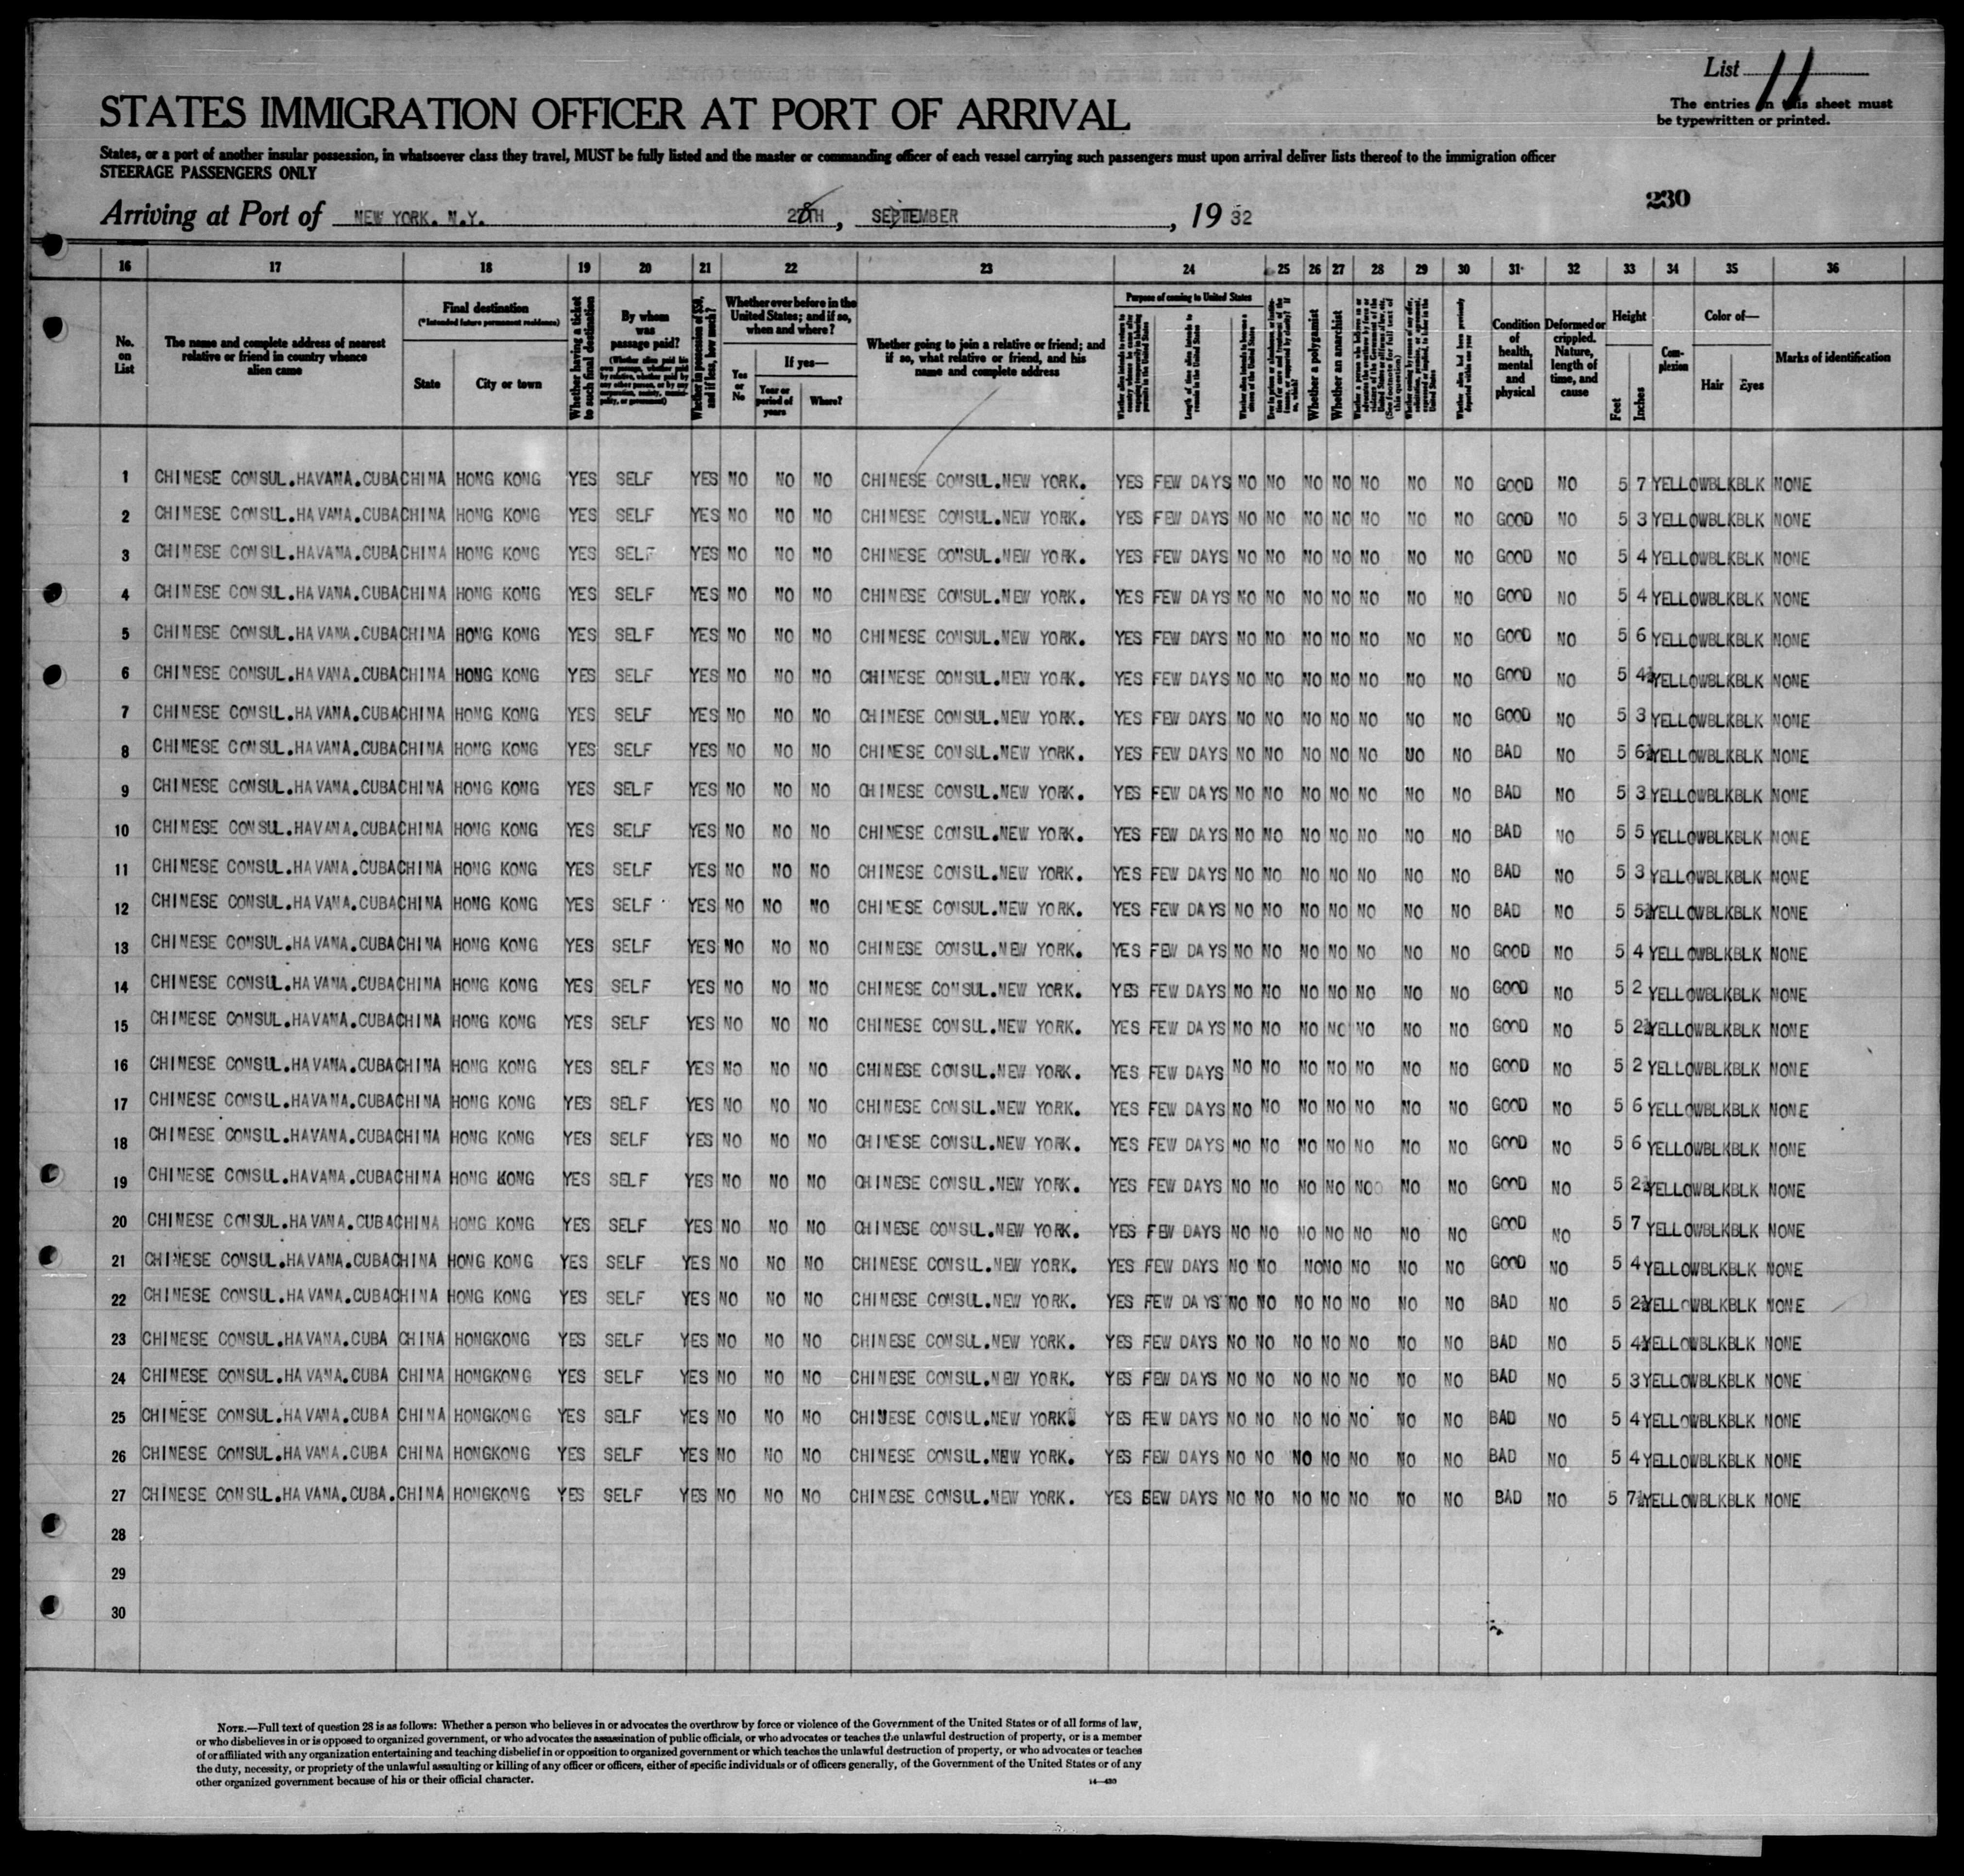 List 11
The entries on this sheet must
be typewritten or printed.
STATES IMMIGRATION OFFICER AT PORT OF ARRIVAL
States, or a port of another insular possession, in whatsoever class they travel, MUST be fully listed and the master or commanding officer of each vessel carrying such passengers must upon arrival deliver lists thereof to the immigration officer
STEERAGE PASSENGERS ONLY
230
Arriving at Port of NEW YORK. N.Y. 28TH, SEPTEMBER, 19 32
16 17 18 19 20 21 22 23 24 25 26 27 28 29 30 31 32 33 34 35 36
No. on List
The name and complete address of nearest relative or friend in country whence alien came
Final destination
(*Intended future permanent residence)
State
City or town
Whether having a ticket to such final destination
By whom was passage paid?
Whether in possession of $50, and if less, how much?
Whether ever before in the United States; and if so, when and where?
Yes or No
If yes—
Year or period of years
Where?
Whether going to join a relative or friend; and if so, what relative or friend, and his name and complete address
Purpose of coming to United States
Length of time alien intends to remain in the United States
Whether alien intends to become a citizen of the United States
Whether a polygamist
Whether an anarchist
Whether alien had been previously deported within one year
Condition of health, mental and physical
Deformed or crippled. Nature, length of time, and cause
Height
Feet
Inches
Complexion
Color of—
Hair
Eyes
Marks of identification
1 CHINESE CONSUL.HAVANA.CUBA CHINA HONG KONG YES SELF YES NO NO NO CHINESE CONSUL.NEW YORK. YES FEW DAYS NO NO NO NO NO NO NO GOOD NO 5 7 YELLOW BLK BLK NONE
2 CHINESE CONSUL.HAVANA.CUBA CHINA HONG KONG YES SELF YES NO NO NO CHINESE CONSUL.NEW YORK. YES FEW DAYS NO NO NO NO NO NO NO GOOD NO 5 3 YELLOW BLK BLK NONE
3 CHINESE CONSUL.HAVANA.CUBA CHINA HONG KONG YES SELF YES NO NO NO CHINESE CONSUL.NEW YORK. YES FEW DAYS NO NO NO NO NO NO NO GOOD NO 5 4 YELLOW BLK BLK NONE
4 CHINESE CONSUL.HAVANA.CUBA CHINA HONG KONG YES SELF YES NO NO NO CHINESE CONSUL.NEW YORK. YES FEW DAYS NO NO NO NO NO NO NO GOOD NO 5 4 YELLOW BLK BLK NONE
5 CHINESE CONSUL.HAVANA.CUBA CHINA HONG KONG YES SELF YES NO NO NO CHINESE CONSUL.NEW YORK. YES FEW DAYS NO NO NO NO NO NO NO GOOD NO 5 6 YELLOW BLK BLK NONE
6 CHINESE CONSUL.HAVANA.CUBA CHINA HONG KONG YES SELF YES NO NO NO CHINESE CONSUL.NEW YORK. YES FEW DAYS NO NO NO NO NO NO NO GOOD NO 5 4½ YELLOW BLK BLK NONE
7 CHINESE CONSUL.HAVANA.CUBA CHINA HONG KONG YES SELF YES NO NO NO CHINESE CONSUL.NEW YORK. YES FEW DAYS NO NO NO NO NO NO NO GOOD NO 5 3 YELLOW BLK BLK NONE
8 CHINESE CONSUL.HAVANA.CUBA CHINA HONG KONG YES SELF YES NO NO NO CHINESE CONSUL.NEW YORK. YES FEW DAYS NO NO NO NO NO NO NO BAD NO 5 6½ YELLOW BLK BLK NONE
9 CHINESE CONSUL.HAVANA.CUBA CHINA HONG KONG YES SELF YES NO NO NO CHINESE CONSUL.NEW YORK. YES FEW DAYS NO NO NO NO NO NO NO BAD NO 5 3 YELLOW BLK BLK NONE
10 CHINESE CONSUL.HAVANA.CUBA CHINA HONG KONG YES SELF YES NO NO NO CHINESE CONSUL.NEW YORK. YES FEW DAYS NO NO NO NO NO NO NO BAD NO 5 5 YELLOW BLK BLK NONE
11 CHINESE CONSUL.HAVANA.CUBA CHINA HONG KONG YES SELF YES NO NO NO CHINESE CONSUL.NEW YORK. YES FEW DAYS NO NO NO NO NO NO NO BAD NO 5 3 YELLOW BLK BLK NONE
12 CHINESE CONSUL.HAVANA.CUBA CHINA HONG KONG YES SELF YES NO NO NO CHINESE CONSUL.NEW YORK. YES FEW DAYS NO NO NO NO NO NO NO BAD NO 5 5½ YELLOW BLK BLK NONE
13 CHINESE CONSUL.HAVANA.CUBA CHINA HONG KONG YES SELF YES NO NO NO CHINESE CONSUL.NEW YORK. YES FEW DAYS NO NO NO NO NO NO NO GOOD NO 5 4 YELLOW BLK BLK NONE
14 CHINESE CONSUL.HAVANA.CUBA CHINA HONG KONG YES SELF YES NO NO NO CHINESE CONSUL.NEW YORK. YES FEW DAYS NO NO NO NO NO NO NO GOOD NO 5 2 YELLOW BLK BLK NONE
15 CHINESE CONSUL.HAVANA.CUBA CHINA HONG KONG YES SELF YES NO NO NO CHINESE CONSUL.NEW YORK. YES FEW DAYS NO NO NO NO NO NO NO GOOD NO 5 2½ YELLOW BLK BLK NONE
16 CHINESE CONSUL.HAVANA.CUBA CHINA HONG KONG YES SELF YES NO NO NO CHINESE CONSUL.NEW YORK. YES FEW DAYS NO NO NO NO NO NO NO GOOD NO 5 2 YELLOW BLK BLK NONE
17 CHINESE CONSUL.HAVANA.CUBA CHINA HONG KONG YES SELF YES NO NO NO CHINESE CONSUL.NEW YORK. YES FEW DAYS NO NO NO NO NO NO NO GOOD NO 5 6 YELLOW BLK BLK NONE
18 CHINESE CONSUL.HAVANA.CUBA CHINA HONG KONG YES SELF YES NO NO NO CHINESE CONSUL.NEW YORK. YES FEW DAYS NO NO NO NO NO NO NO GOOD NO 5 6 YELLOW BLK BLK NONE
19 CHINESE CONSUL.HAVANA.CUBA CHINA HONG KONG YES SELF YES NO NO NO CHINESE CONSUL.NEW YORK. YES FEW DAYS NO NO NO NO NO NO NO GOOD NO 5 2½ YELLOW BLK BLK NONE
20 CHINESE CONSUL.HAVANA.CUBA CHINA HONG KONG YES SELF YES NO NO NO CHINESE CONSUL.NEW YORK. YES FEW DAYS NO NO NO NO NO NO NO GOOD NO 5 7 YELLOW BLK BLK NONE
21 CHINESE CONSUL.HAVANA.CUBA CHINA HONG KONG YES SELF YES NO NO NO CHINESE CONSUL.NEW YORK. YES FEW DAYS NO NO NO NO NO NO NO GOOD NO 5 4 YELLOW BLK BLK NONE
22 CHINESE CONSUL.HAVANA.CUBA CHINA HONG KONG YES SELF YES NO NO NO CHINESE CONSUL.NEW YORK. YES FEW DAYS NO NO NO NO NO NO NO BAD NO 5 2½ YELLOW BLK BLK NONE
23 CHINESE CONSUL.HAVANA.CUBA CHINA HONGKONG YES SELF YES NO NO NO CHINESE CONSUL.NEW YORK. YES FEW DAYS NO NO NO NO NO NO NO BAD NO 5 4½ YELLOW BLK BLK NONE
24 CHINESE CONSUL.HAVANA.CUBA CHINA HONGKONG YES SELF YES NO NO NO CHINESE CONSUL.NEW YORK. YES FEW DAYS NO NO NO NO NO NO NO BAD NO 5 3 YELLOW BLK BLK NONE
25 CHINESE CONSUL.HAVANA.CUBA CHINA HONGKONG YES SELF YES NO NO NO CHINESE CONSUL.NEW YORK. YES FEW DAYS NO NO NO NO NO NO NO BAD NO 5 4 YELLOW BLK BLK NONE
26 CHINESE CONSUL.HAVANA.CUBA CHINA HONGKONG YES SELF YES NO NO NO CHINESE CONSUL.NEW YORK. YES FEW DAYS NO NO NO NO NO NO NO BAD NO 5 4 YELLOW BLK BLK NONE
27 CHINESE CONSUL.HAVANA.CUBA. CHINA HONGKONG YES SELF YES NO NO NO CHINESE CONSUL.NEW YORK. YES FEW DAYS NO NO NO NO NO NO NO BAD NO 5 7½ YELLOW BLK BLK NONE
28
29
30
NOTE.—Full text of question 28 is as follows: Whether a person who believes in or advocates the overthrow by force or violence of the Government of the United States or of all forms of law,
or who disbelieves in or is opposed to organized government, or who advocates the assassination of public officials, or who advocates or teaches the unlawful destruction of property, or is a member
of or affiliated with any organization entertaining and teaching disbelief in or opposition to organized government or which teaches the unlawful destruction of property, or who advocates or teaches
the duty, necessity, or propriety of the unlawful assaulting or killing of any officer or officers, either of specific individuals or of officers generally, of the Government of the United States or of any
other organized government because of his or their official character.
14—430